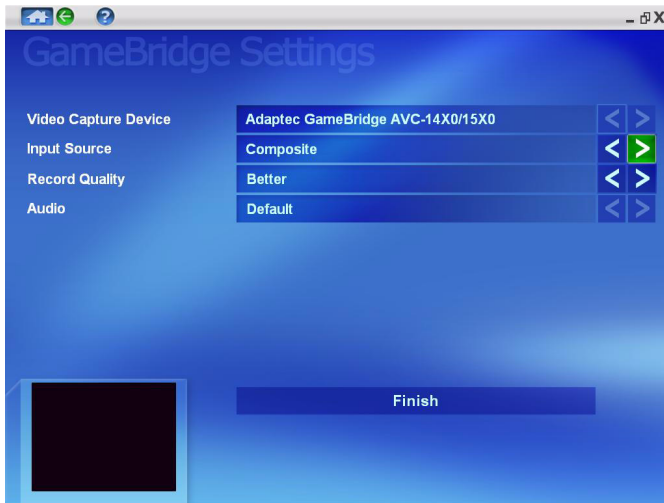 GameBridge Settings
Video Capture Device Adaptec GameBridge AVC-14X0/15X0 < >
Input Source Composite < >
Record Quality Better < >
Audio Default < >
Finish